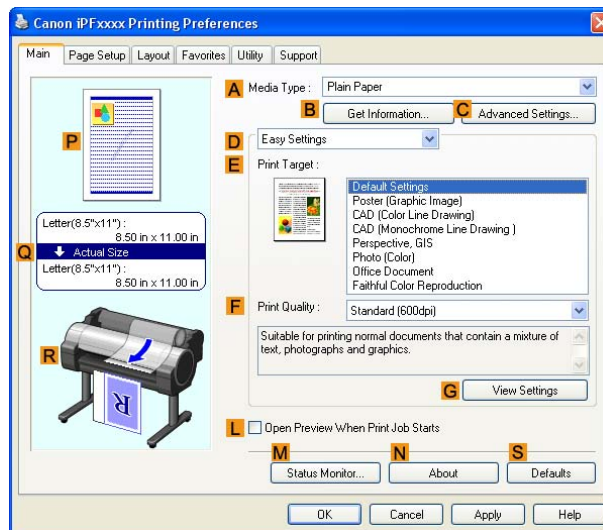 Canon iPFxxxx Printing Preferences
Main Page Setup Layout Favorites Utility Support
A Media Type : Plain Paper
B C
Get Information... Advanced Settings...
P
D Easy Settings
E Print Target :
Default Settings
Poster (Graphic Image)
CAD (Color Line Drawing)
CAD (Monochrome Line Drawing )
Perspective, GIS
Photo (Color)
Office Document
Faithful Color Reproduction
Letter(8.5"x11") :
8.50 in x 11.00 in
Q Actual Size
Letter(8.5"x11") :
8.50 in x 11.00 in
F Print Quality : Standard (600dpi)
Suitable for printing normal documents that contain a mixture of
text, photographs and graphics.
R
R
G View Settings
L Open Preview When Print Job Starts
M N S
Status Monitor... About Defaults
OK Cancel Apply Help